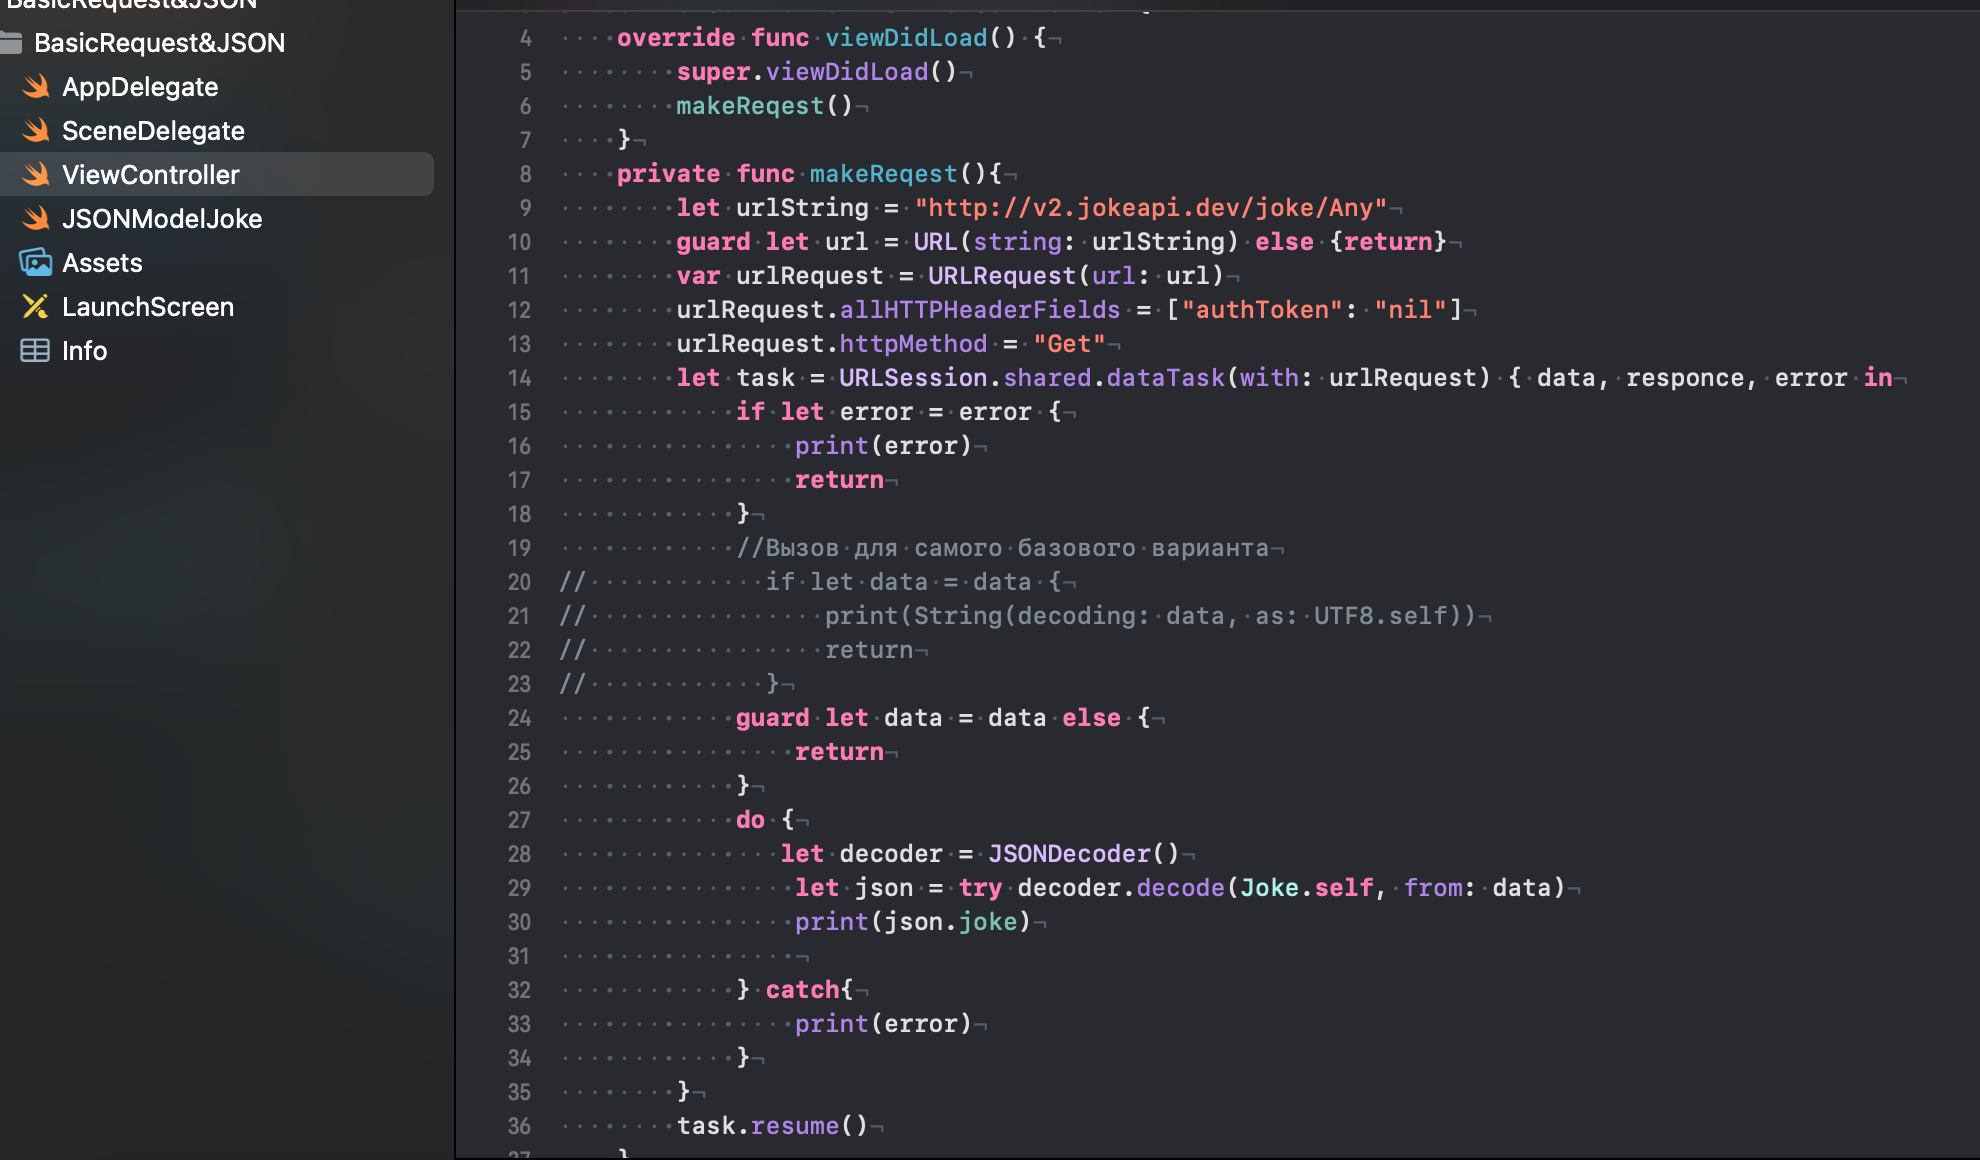 BasicRequest&JSON
BasicRequest&JSON
AppDelegate
SceneDelegate
ViewController
JSONModelJoke
Assets
LaunchScreen
Info
4 override func viewDidLoad() {
5 super.viewDidLoad()
6 makeReqest()
7 }
8 private func makeReqest(){
9 let urlString = "http://v2.jokeapi.dev/joke/Any"
10 guard let url = URL(string: urlString) else {return}
11 var urlRequest = URLRequest(url: url)
12 urlRequest.allHTTPHeaderFields = ["authToken": "nil"]
13 urlRequest.httpMethod = "Get"
14 let task = URLSession.shared.dataTask(with: urlRequest) { data, responce, error in
15 if let error = error {
16 print(error)
17 return
18 }
19 //Вызов для самого базового варианта
20 // if let data = data {
21 // print(String(decoding: data, as: UTF8.self))
22 // return
23 // }
24 guard let data = data else {
25 return
26 }
27 do {
28 let decoder = JSONDecoder()
29 let json = try decoder.decode(Joke.self, from: data)
30 print(json.joke)
31
32 } catch{
33 print(error)
34 }
35 }
36 task.resume()
37 }